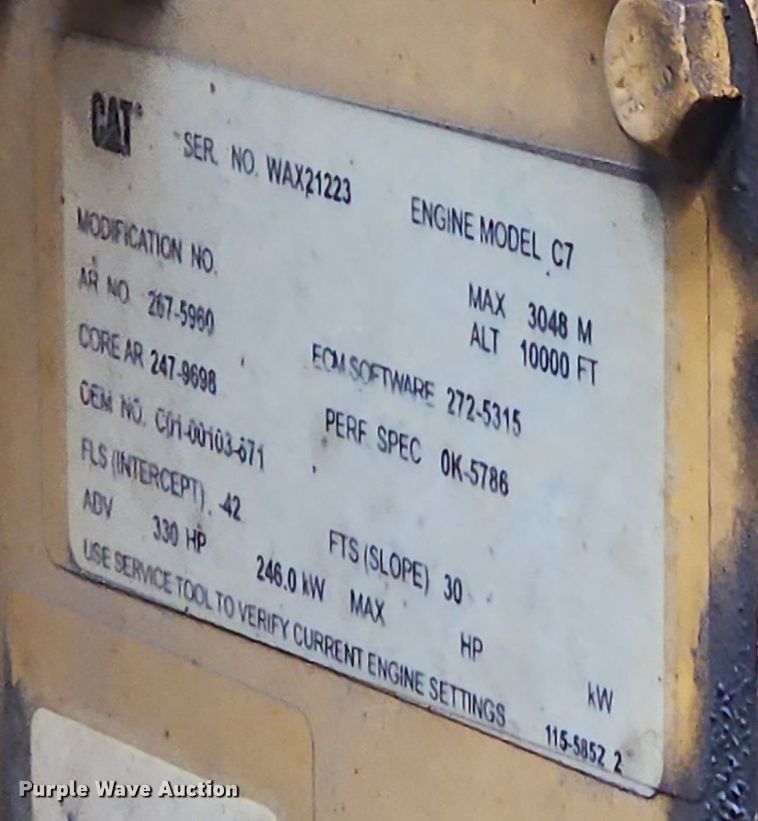 CAT SER. NO. WAX21223 ENGINE MODEL C7
MODIFICATION NO.
AR NO 267-5960 MAX 3048 M
ALT 10000 FT
CORE AR 247-9698 ECM SOFTWARE 272-5315
OEM NO. C01-00103-671 PERF SPEC 0K-5786
FLS (INTERCEPT) -42 FTS (SLOPE) 30
ADV 330 HP 246.0 kW MAX HP kW
USE SERVICE TOOL TO VERIFY CURRENT ENGINE SETTINGS 115-5852 2
Purple Wave Auction